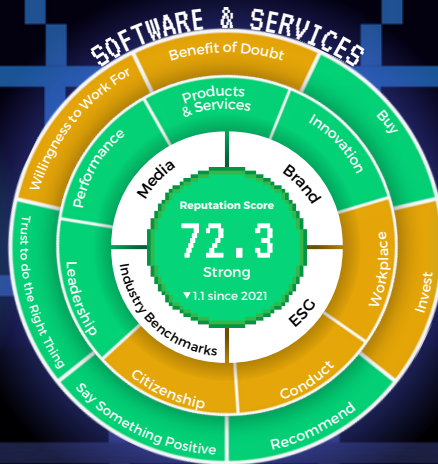 SOFTWARE & SERVICES
Benefit of Doubt
Buy
Invest
Recommend
Say Something Positive
Trust to do the Right Thing
Willingness to Work For
Products
& Services
Innovation
Workplace
Conduct
Citizenship
Leadership
Performance
Media
Brand
ESG
Industry Benchmarks
Reputation Score
72.3
Strong
▼1.1 since 2021